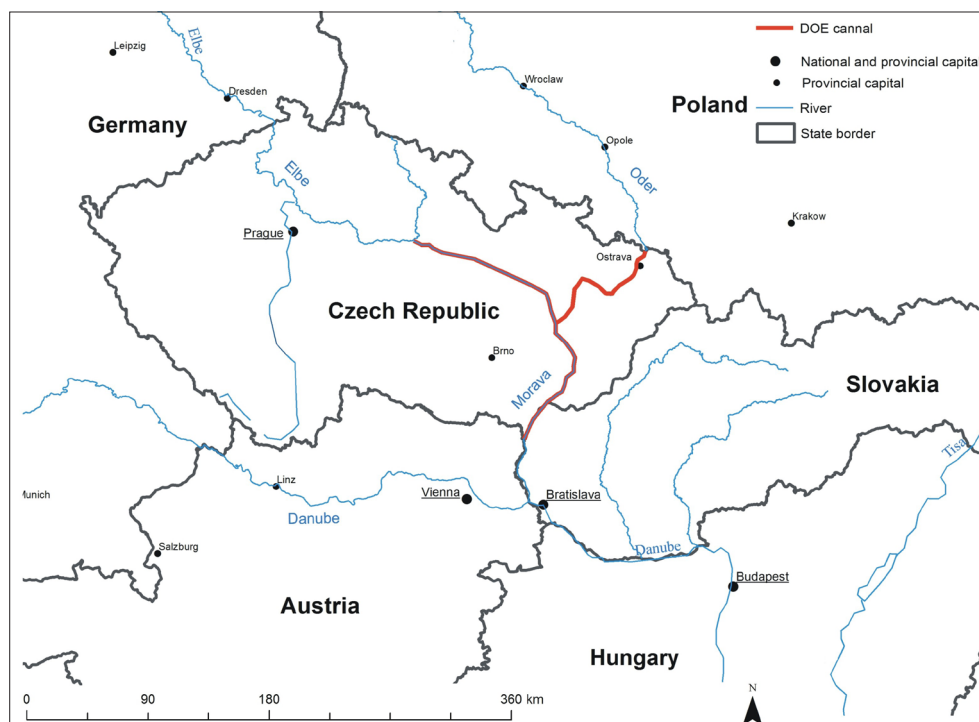 Leipzig
Elbe
Dresden
Germany
Wroclaw
Poland
DOE cannal
National and provincial capital
Provincial capital
River
State border
Opole
Oder
Elbe
Krakow
Prague
Ostrava
Czech Republic
Brno
Morava
Slovakia
Tisa
Munich
Linz
Danube
Vienna
Bratislava
Danube
Salzburg
Budapest
Austria
Hungary
N
0 90 180 360 km